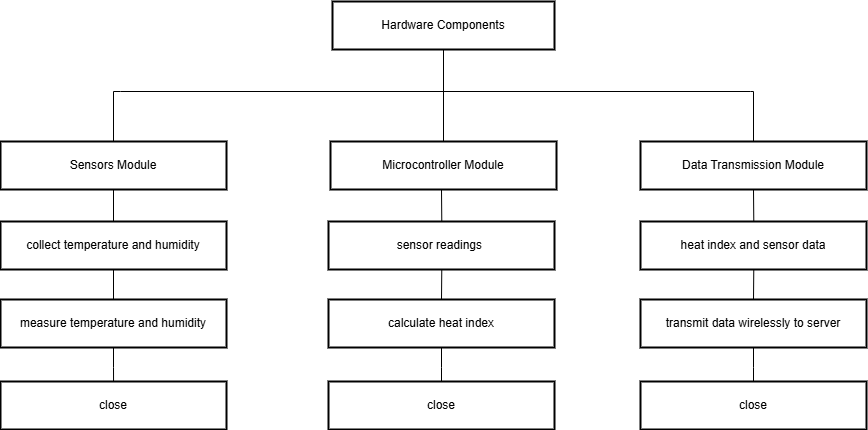 Hardware Components
Sensors Module
Microcontroller Module
Data Transmission Module
collect temperature and humidity
sensor readings
heat index and sensor data
measure temperature and humidity
calculate heat index
transmit data wirelessly to server
close
close
close